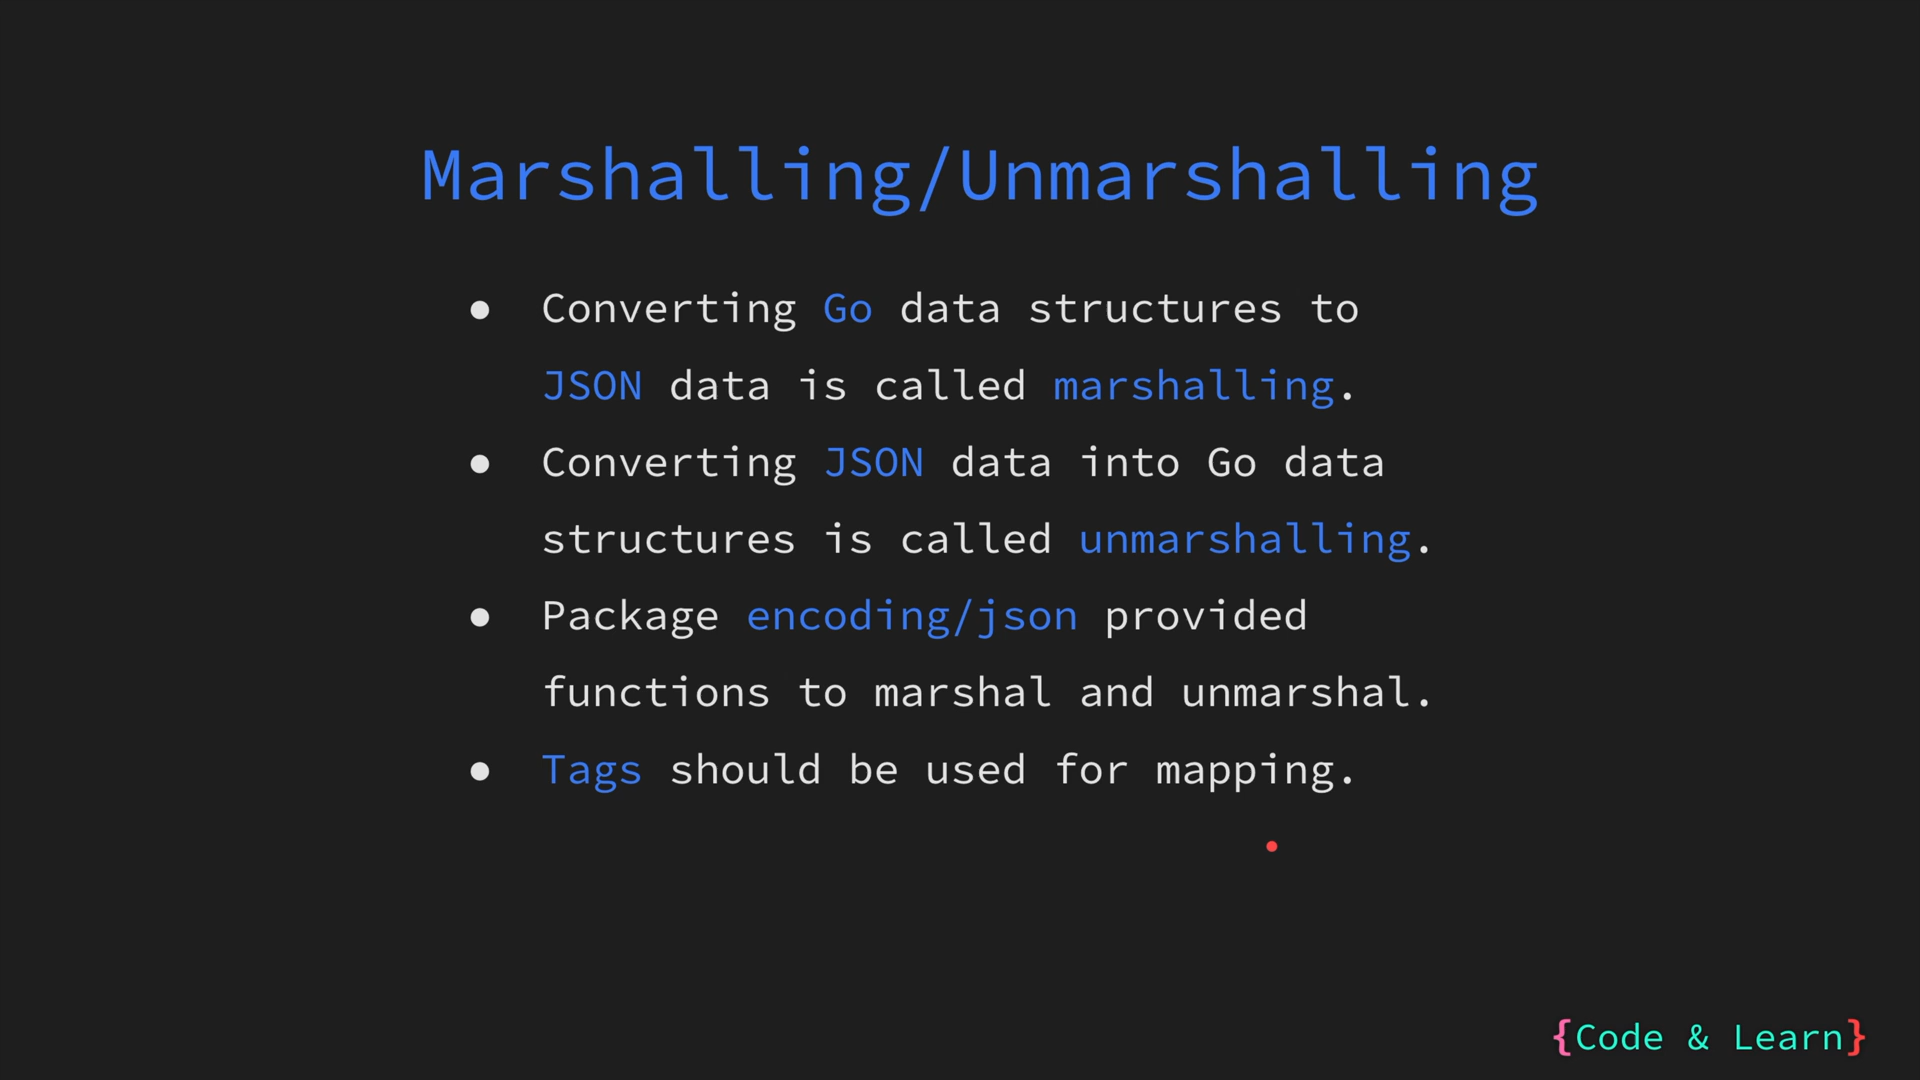 Marshalling/Unmarshalling
● Converting Go data structures to
JSON data is called marshalling.
● Converting JSON data into Go data
structures is called unmarshalling.
● Package encoding/json provided
functions to marshal and unmarshal.
● Tags should be used for mapping.
{Code & Learn}